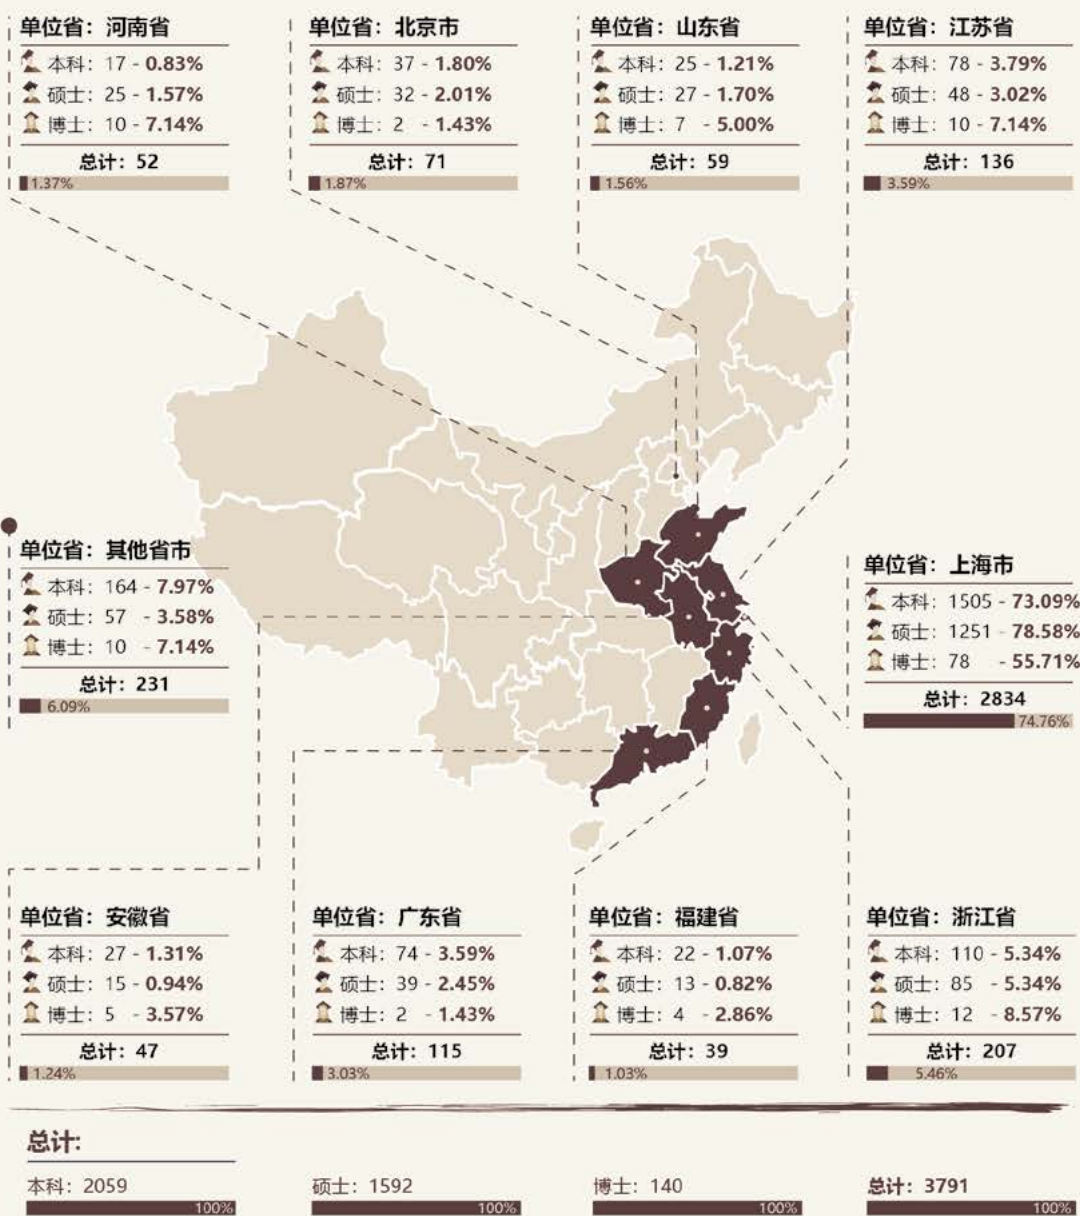 单位省：河南省
本科：17 - 0.83%
硕士：25 - 1.57%
博士：10 - 7.14%
总计：52
1.37%
单位省：北京市
本科：37 - 1.80%
硕士：32 - 2.01%
博士：2 - 1.43%
总计：71
1.87%
单位省：山东省
本科：25 - 1.21%
硕士：27 - 1.70%
博士：7 - 5.00%
总计：59
1.56%
单位省：江苏省
本科：78 - 3.79%
硕士：48 - 3.02%
博士：10 - 7.14%
总计：136
3.59%
单位省：其他省市
本科：164 - 7.97%
硕士：57 - 3.58%
博士：10 - 7.14%
总计：231
6.09%
单位省：上海市
本科：1505 - 73.09%
硕士：1251 - 78.58%
博士：78 - 55.71%
总计：2834
74.76%
单位省：安徽省
本科：27 - 1.31%
硕士：15 - 0.94%
博士：5 - 3.57%
总计：47
1.24%
单位省：广东省
本科：74 - 3.59%
硕士：39 - 2.45%
博士：2 - 1.43%
总计：115
3.03%
单位省：福建省
本科：22 - 1.07%
硕士：13 - 0.82%
博士：4 - 2.86%
总计：39
1.03%
单位省：浙江省
本科：110 - 5.34%
硕士：85 - 5.34%
博士：12 - 8.57%
总计：207
5.46%
总计:
本科：2059
100%
硕士：1592
100%
博士：140
100%
总计：3791
100%